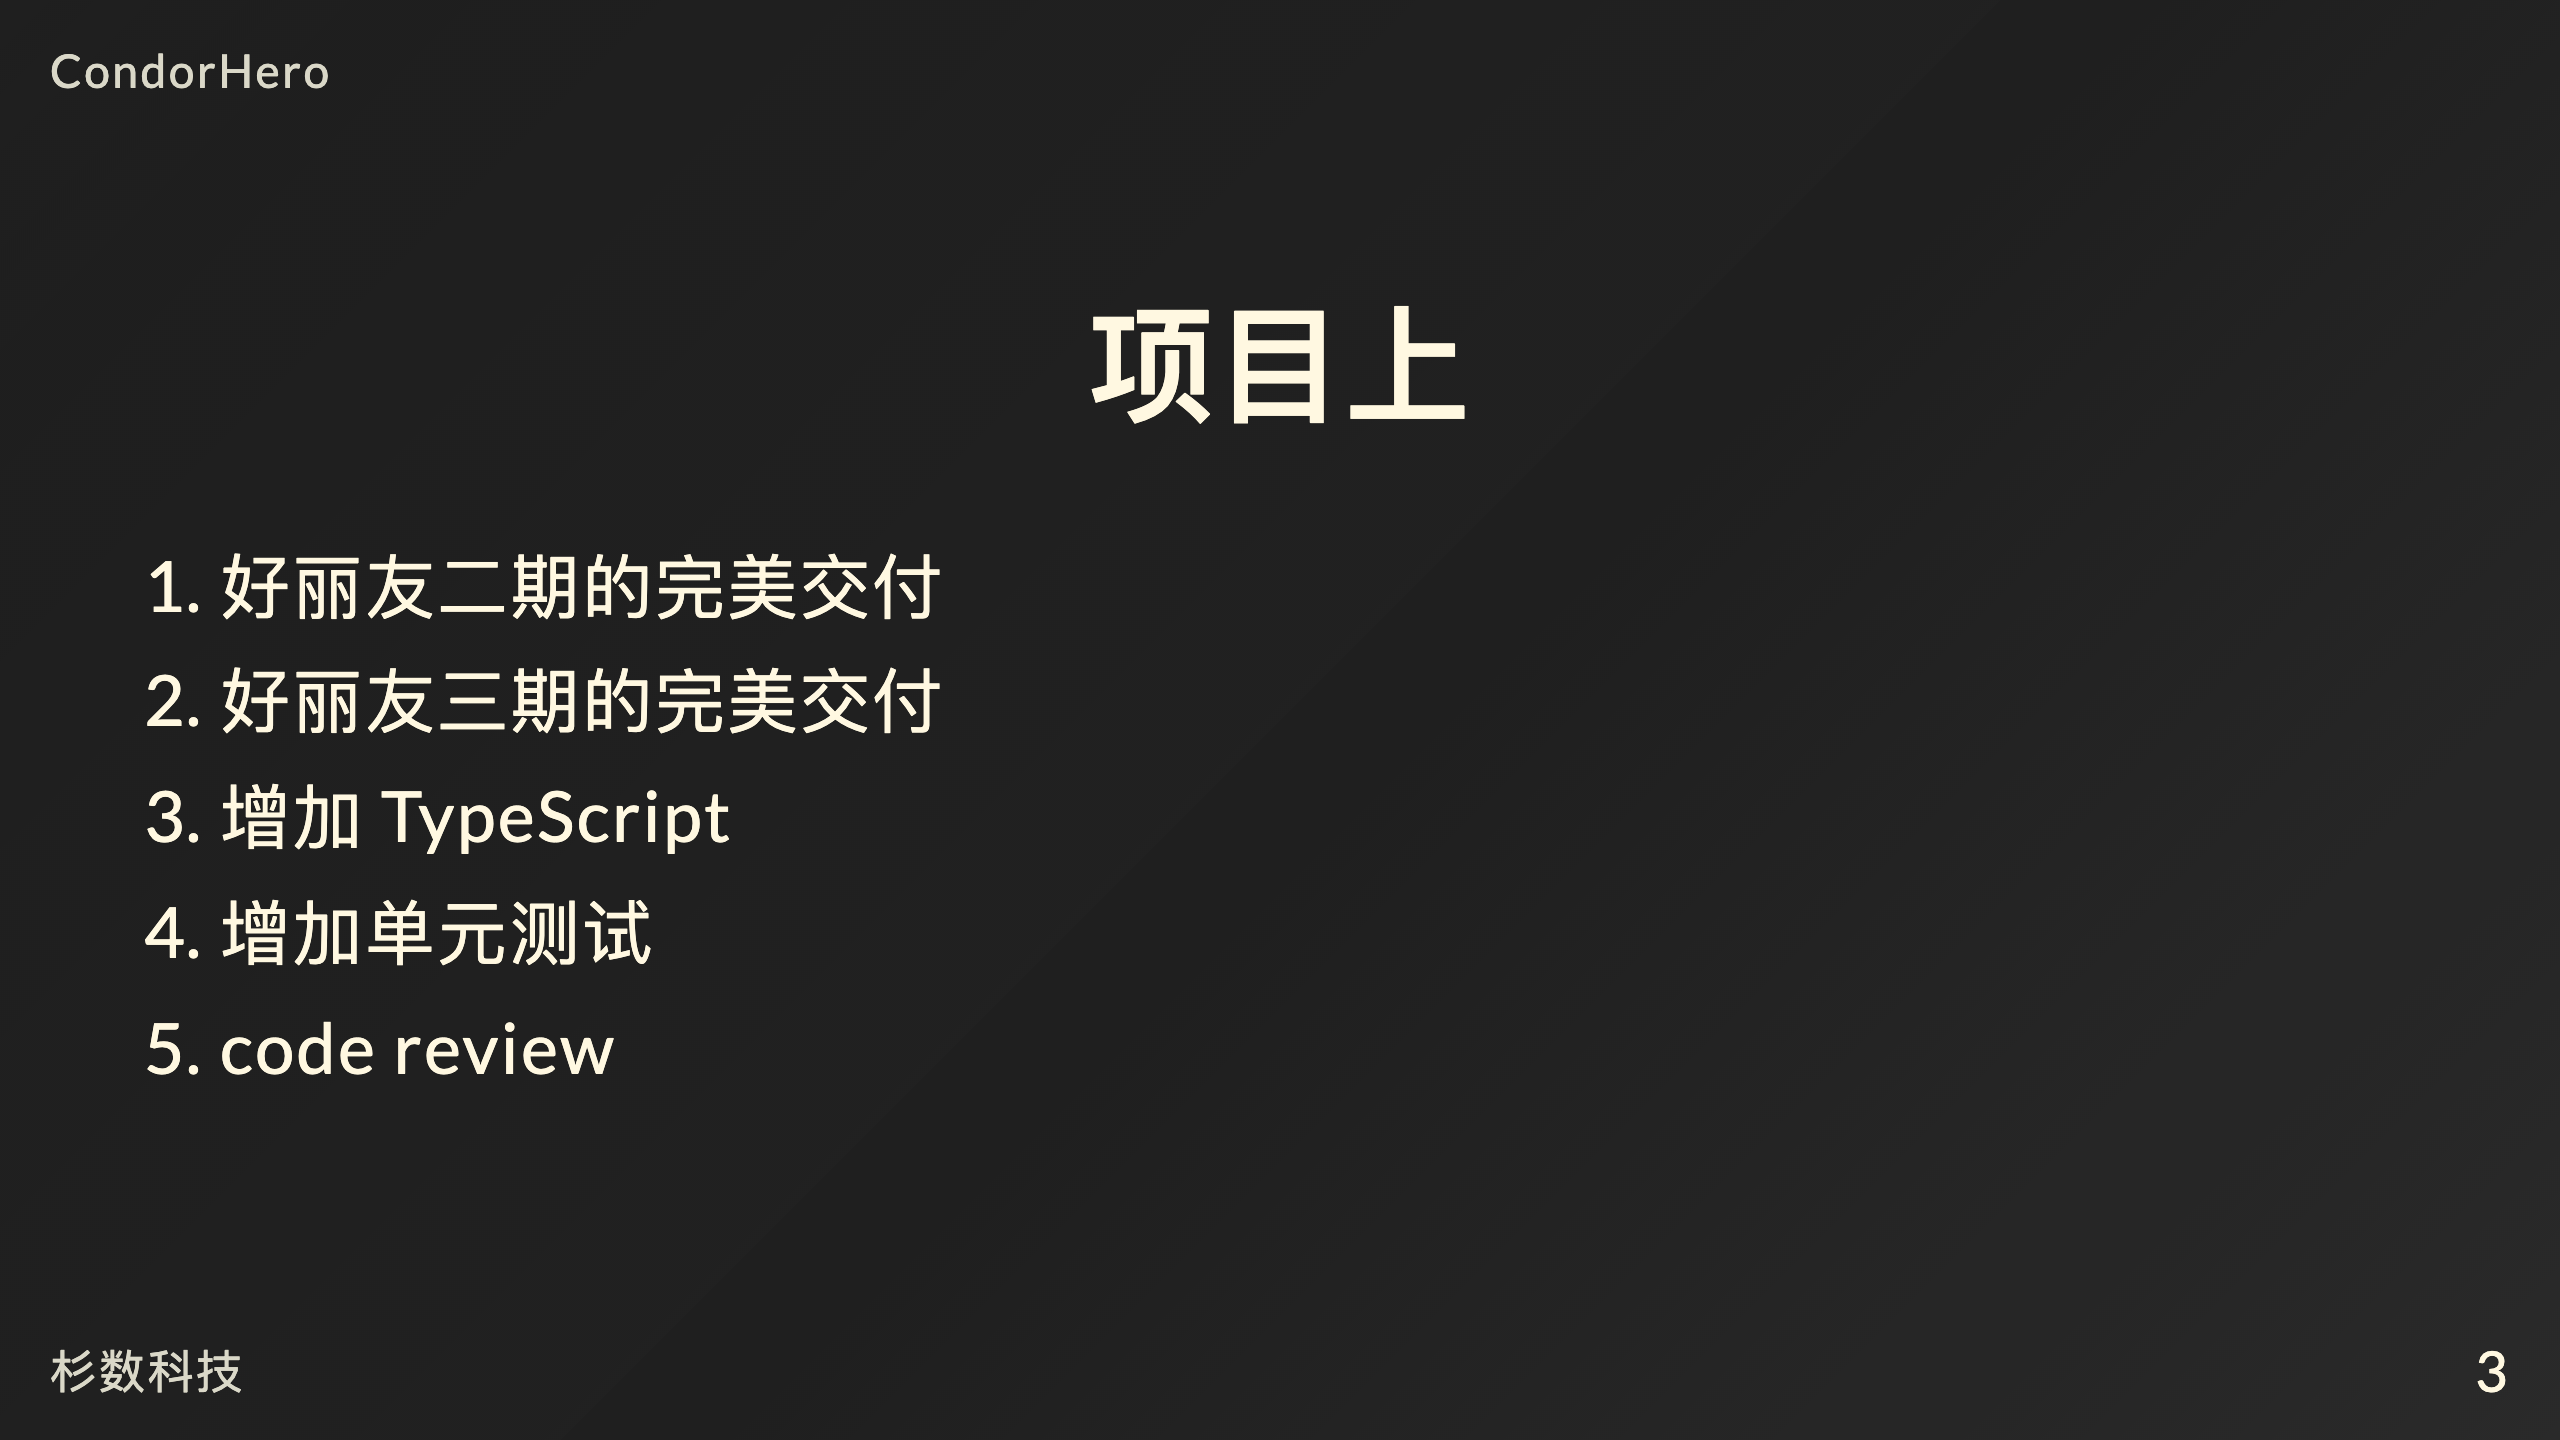 CondorHero
项目上
1. 好丽友二期的完美交付
2. 好丽友三期的完美交付
3. 增加 TypeScript
4. 增加单元测试
5. code review
杉数科技
3